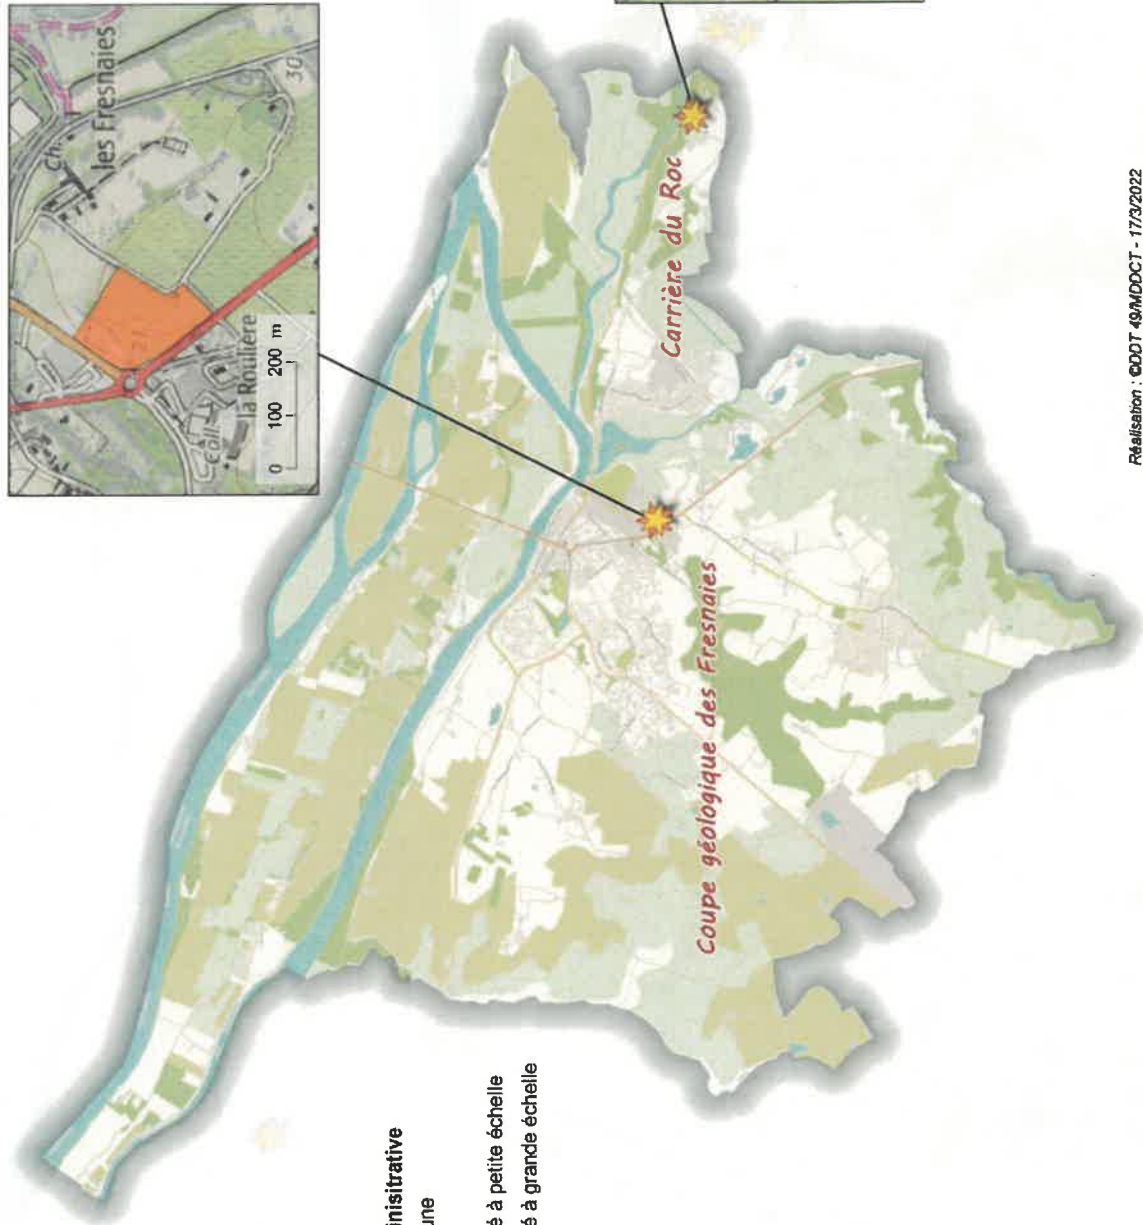 Ch.
les Fresnaies
30
21
la Roulière
Coll.
0 100 200 m
Carrière du Roc
Coupe géologique des Fresnaies
inisitrative
une
é à petite échelle
é à grande échelle
Réalisation : ©DDT 49/MDDCT - 17/3/2022